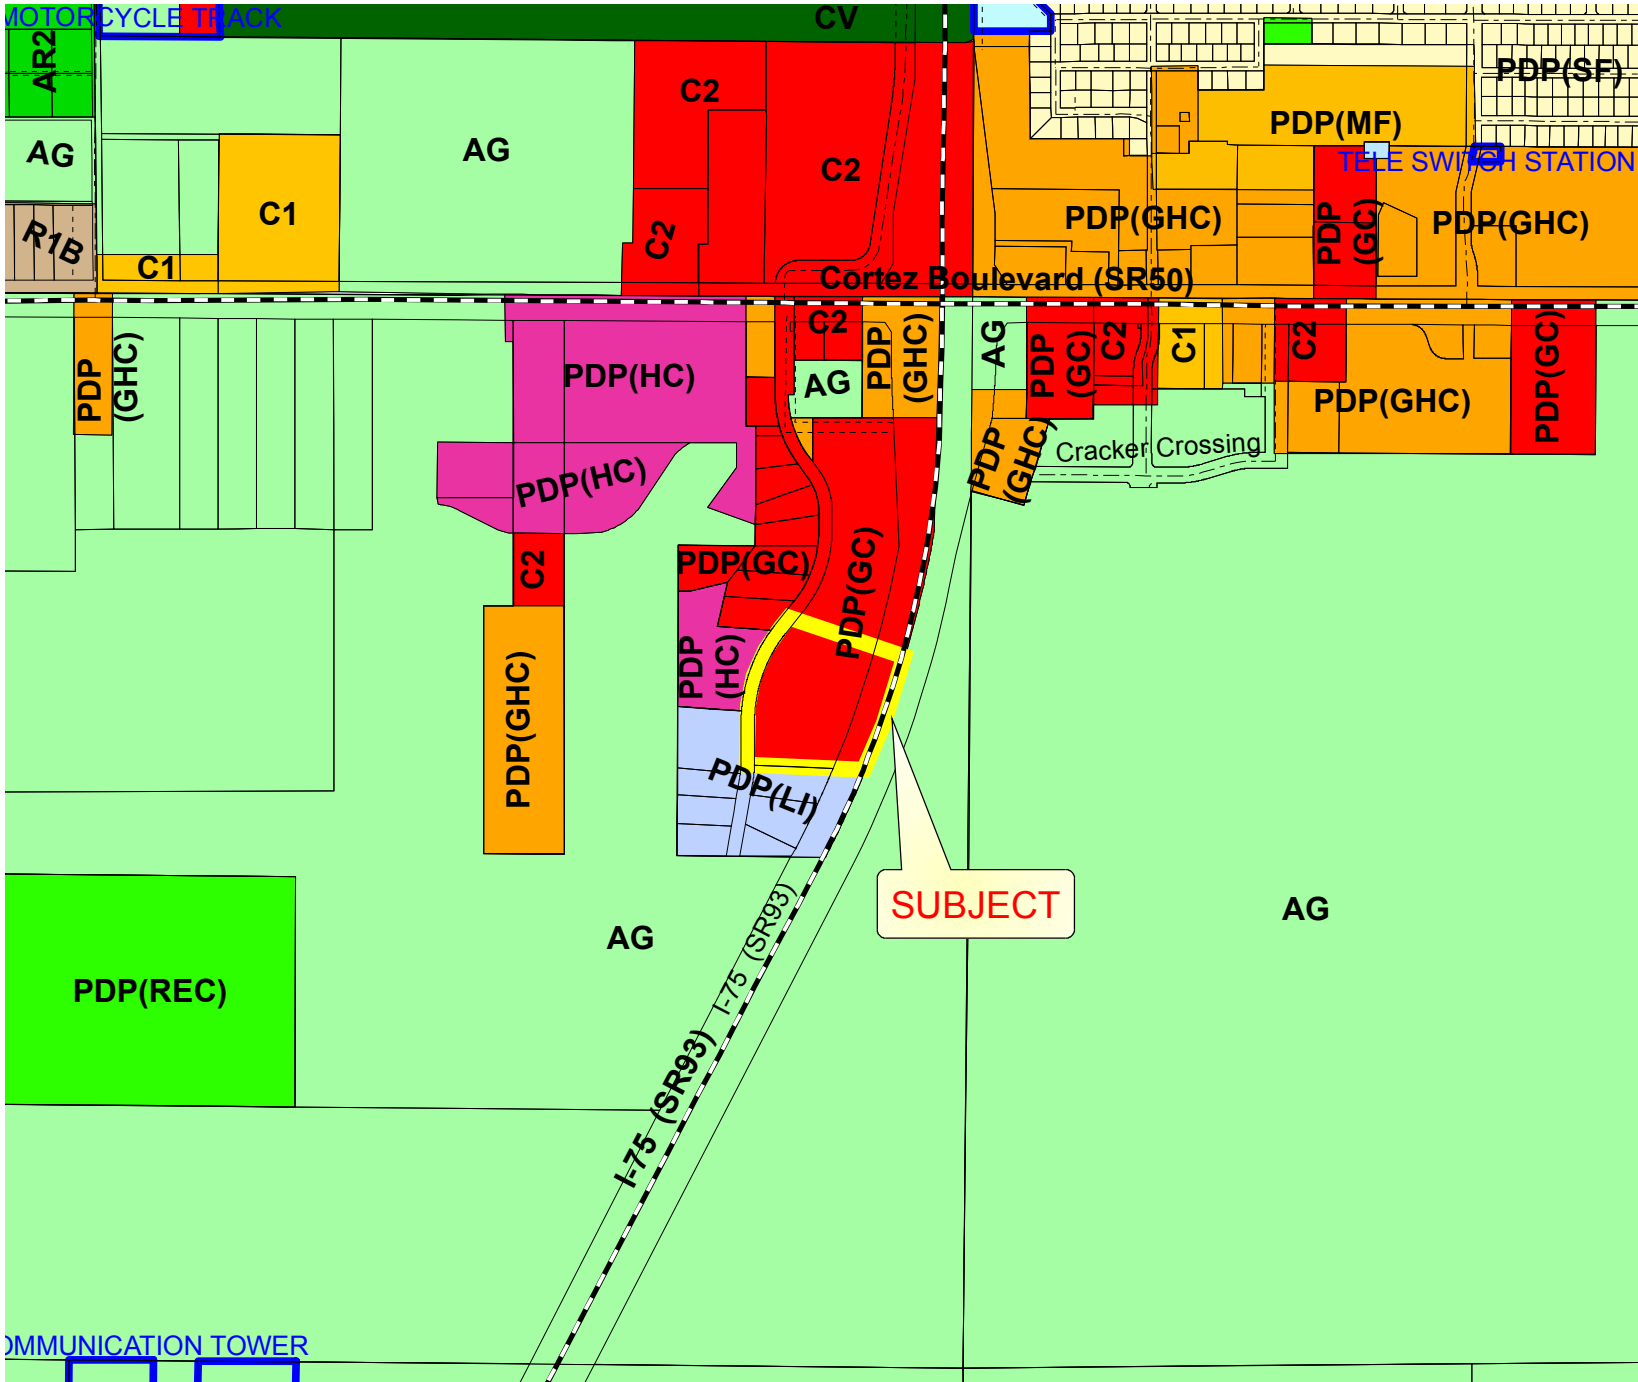 MOTORCYCLE TRACK
CV
AR2
C2
PDP(SF)
PDP(MF)
AG
AG
C2
TELE SWITCH STATION
C1
R1B
C2
PDP(GHC)
PDP
(GC)
PDP(GHC)
C1
Cortez Boulevard (SR50)
C2
PDP
(GHC)
AG
PDP
(GC)
C2
C1
C2
PDP(GC)
PDP
(GHC)
PDP(HC)
AG
PDP(GHC)
PDP
(GHC)
Cracker Crossing
PDP(HC)
C2
PDP(GC)
PDP(GC)
PDP
(HC)
PDP(GHC)
PDP(LI)
SUBJECT
AG
AG
I-75 (SR93)
PDP(REC)
I-75 (SR93)
OMMUNICATION TOWER